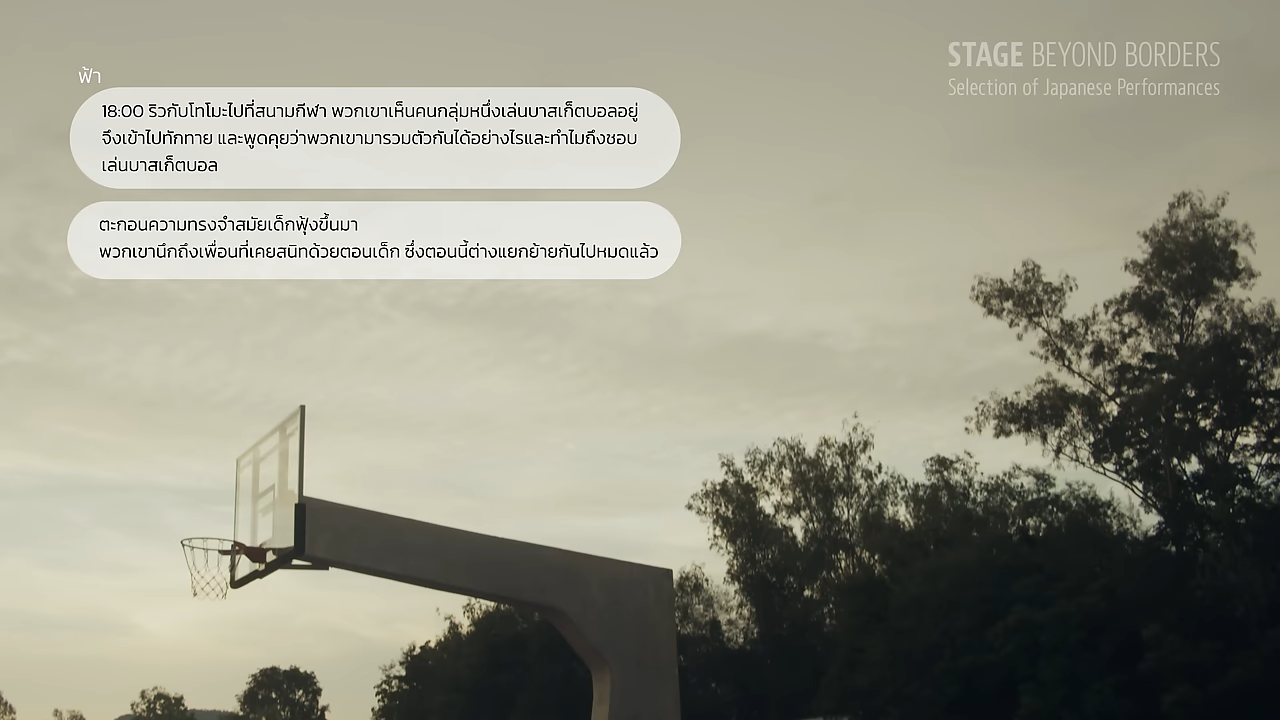 ฟ้า
18:00 ริวกับโทโมะไปที่สนามกีฬา พวกเขาเห็นคนกลุ่มหนึ่งเล่นบาสเก็ตบอลอยู่
จึงเข้าไปทักทาย และพูดคุยว่าพวกเขามารวมตัวกันได้อย่างไรและทำไมถึงชอบ
เล่นบาสเก็ตบอล
ตะกอนความทรงจำสมัยเด็กฟุ้งขึ้นมา
พวกเขานึกถึงเพื่อนที่เคยสนิทด้วยตอนเด็ก ซึ่งตอนนี้ต่างแยกย้ายกันไปหมดแล้ว
STAGE BEYOND BORDERS
Selection of Japanese Performances